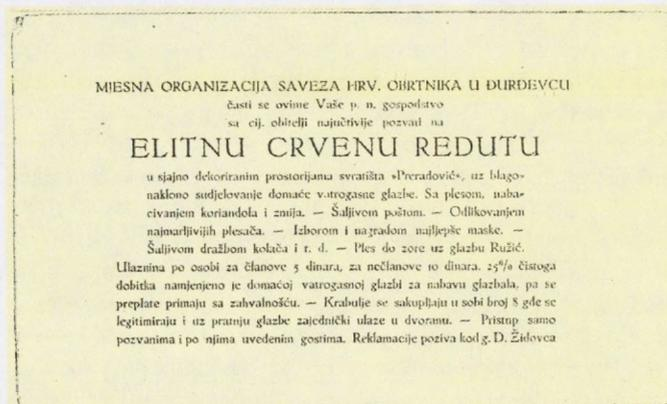 MJESNA ORGANIZACIJA SAVEZA HRV. OBRTNIKA U ĐURĐEVCU
časti se ovime Vaše p. n. gospodstvo
sa cij. obitelji najučtivije pozvati na
ELITNU CRVENU REDUTU
u sjajno dekoriranim prostorijama svratišta »Preradović«, uz blago-
naklono sudjelovanje domaće vatrogasne glazbe. Sa plesom, naba-
civanjem koriandola i zmija. — Šaljivom poštom. — Odlikovanjem
najmarljivijih plesača. — Izborom i nagradom najljepše maske. —
Šaljivom dražbom kolača i t. d. — Ples do zore uz glazbu Ružić.
Ulaznina po osobi za članove 5 dinara, za nečlanove 10 dinara. 25% čistoga
dobitka namjenjeno je domaćoj vatrogasnoj glazbi za nabavu glazbala, pa se
preplate primaju sa zahvalnošću. — Krabulje se sakupljaju u sobi broj 8 gde se
legitimiraju i uz pratnju glazbe zajednički ulaze u dvoranu. — Pristup samo
pozvanima i po njima uvedenim gostima. Reklamacije poziva kod g. D. Židovca